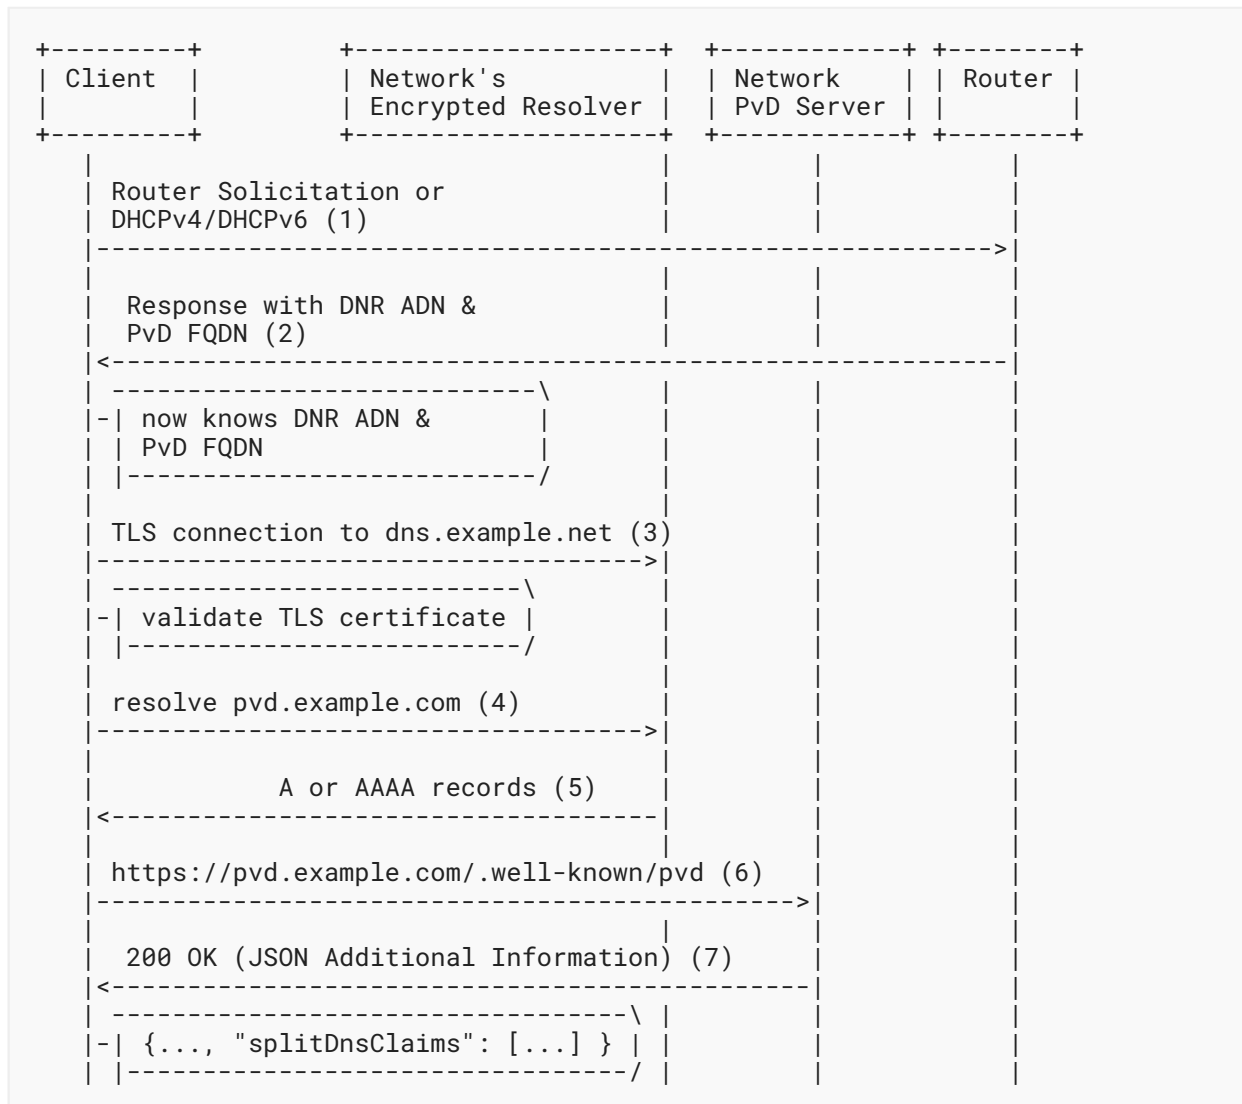 +---------+         +--------------------+  +------------+ +--------+
| Client  |         | Network's          |  | Network    | | Router |
|         |         | Encrypted Resolver |  | PvD Server | |        |
+---------+         +--------------------+  +------------+ +--------+
   |                                     |         |            |
   | Router Solicitation or              |         |            |
   | DHCPv4/DHCPv6 (1)                   |         |            |
   |----------------------------------------------------------->|
   |                                     |         |            |
   |  Response with DNR ADN &            |         |            |
   |  PvD FQDN (2)                       |         |            |
   |<-----------------------------------------------------------|
   | ----------------------------\       |         |            |
   |-| now knows DNR ADN &       |       |         |            |
   | | PvD FQDN                  |       |         |            |
   | |---------------------------/       |         |            |
   |                                     |         |            |
   | TLS connection to dns.example.net (3)         |            |
   |------------------------------------>|         |            |
   | ---------------------------\        |         |            |
   |-| validate TLS certificate |        |         |            |
   | |--------------------------/        |         |            |
   |                                     |         |            |
   | resolve pvd.example.com (4)         |         |            |
   |------------------------------------>|         |            |
   |                                     |         |            |
   |            A or AAAA records (5)    |         |            |
   |<------------------------------------|         |            |
   |                                     |         |            |
   | https://pvd.example.com/.well-known/pvd (6)   |            |
   |---------------------------------------------->|            |
   |                                     |         |            |
   |  200 OK (JSON Additional Information) (7)     |            |
   |<----------------------------------------------|            |
   | ----------------------------------\ |         |            |
   |-| {..., "splitDnsClaims": [...] } | |         |            |
   | |---------------------------------/ |         |            |